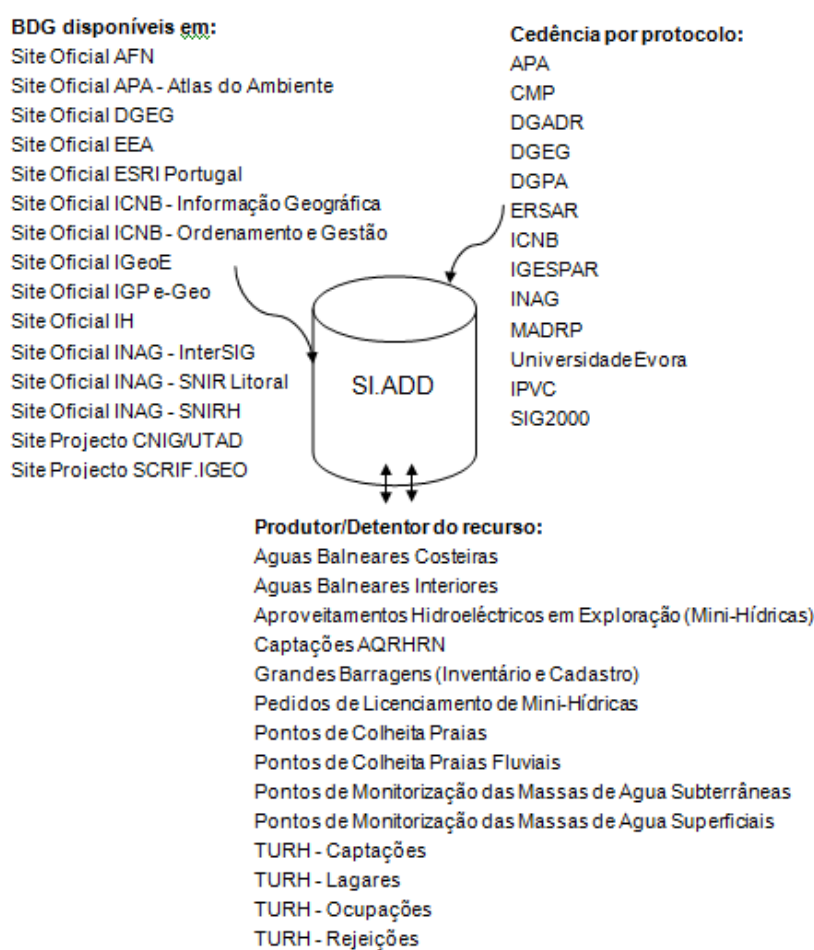 BDG disponíveis em:
Site Oficial AFN
Site Oficial APA - Atlas do Ambiente
Site Oficial DGEG
Site Oficial EEA
Site Oficial ESRI Portugal
Site Oficial ICNB - Informação Geográfica
Site Oficial ICNB - Ordenamento e Gestão
Site Oficial IGeoE
Site Oficial IGP e-Geo
Site Oficial IH
Site Oficial INAG - InterSIG
Site Oficial INAG - SNIR Litoral
Site Oficial INAG - SNIRH
Site Projecto CNIG/UTAD
Site Projecto SCRIF.IGEO
Cedência por protocolo:
APA
CMP
DGADR
DGEG
DGPA
ERSAR
ICNB
IGESPAR
INAG
MADRP
Universidade Evora
IPVC
SIG2000
SI.ADD
Produtor/Detentor do recurso:
Aguas Balneares Costeiras
Aguas Balneares Interiores
Aproveitamentos Hidroeléctricos em Exploração (Mini-Hídricas)
Captações AQRHRN
Grandes Barragens (Inventário e Cadastro)
Pedidos de Licenciamento de Mini-Hídricas
Pontos de Colheita Praias
Pontos de Colheita Praias Fluviais
Pontos de Monitorização das Massas de Agua Subterrâneas
Pontos de Monitorização das Massas de Agua Superficiais
TURH - Captações
TURH - Lagares
TURH - Ocupações
TURH - Rejeições